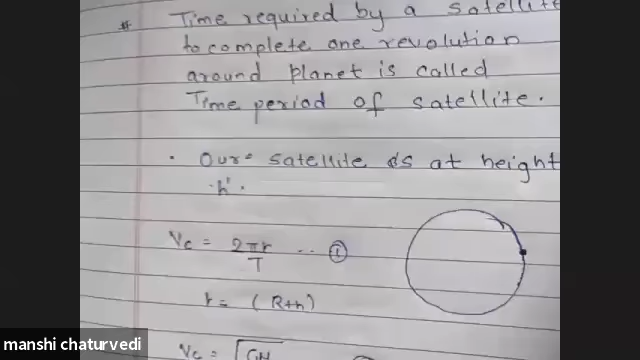 # Time required by a satellite
to complete one revolution
around planet is called
Time period of satellite.
• Our satellite is at height
'h'.
Vc = 2πr/T .. ①
r = (R+h)
Vc = √GM
manshi chaturvedi